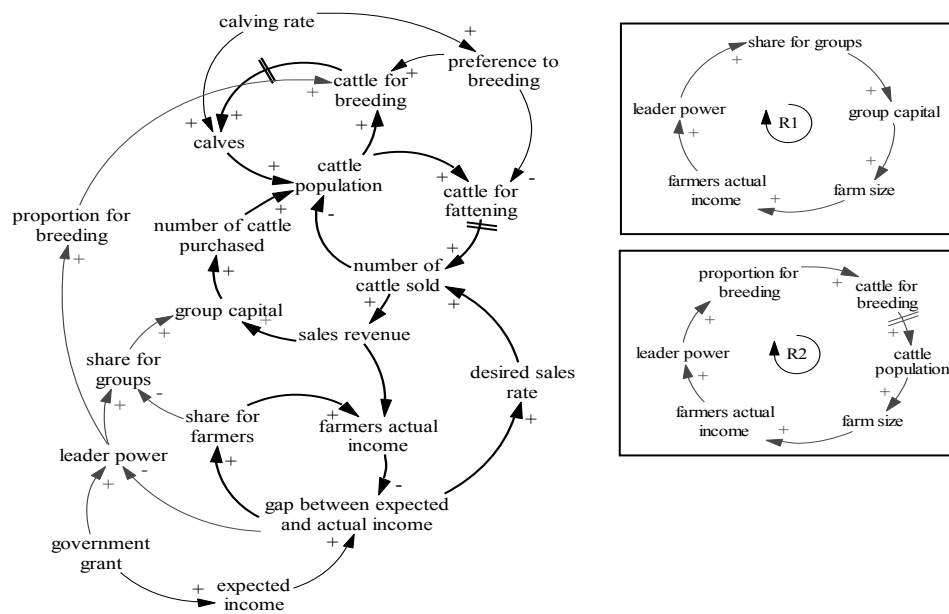 calving rate
+
preference to
breeding
+
cattle for
breeding
+
+
+
calves
+
+
cattle
population
+
+
-
cattle for
fattening
proportion for
breeding
+
number of cattle
purchased
+
-
+
number of
cattle sold
+
+
+
group capital
+
+
sales revenue
share for
groups
desired sales
rate
+
-
share for
farmers
+
+
farmers actual
income
+
leader power
+
-
-
gap between expected
and actual income
+
government
grant
+
expected
income
share for groups
+
+
leader power
group capital
R1
+
+
farmers actual
income
+
farm size
proportion for
breeding
+
cattle for
breeding
+
+
leader power
R2
cattle
population
+
+
farmers actual
income
+
farm size